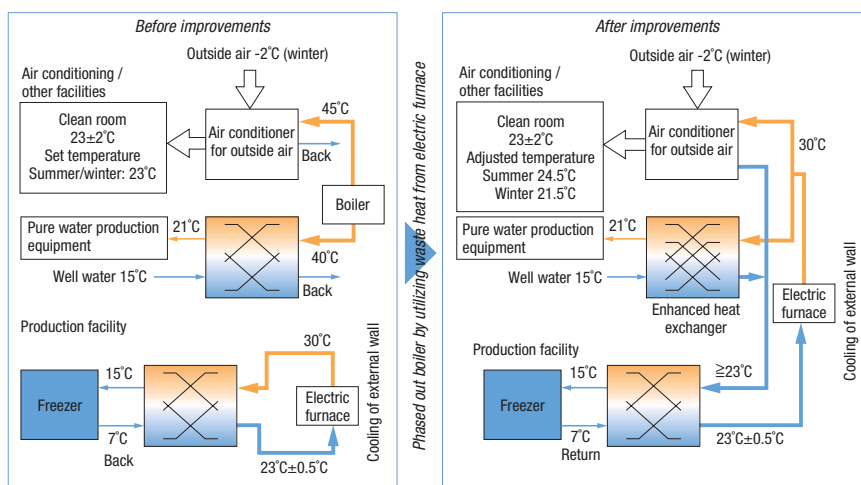 Before improvements
Outside air -2°C (winter)
Air conditioning /
other facilities
Clean room
23±2°C
Set temperature
Summer/winter: 23°C
Air conditioner
for outside air
45°C
Back
Boiler
Pure water production
equipment
21°C
40°C
Well water 15°C
Back
Production facility
30°C
15°C
Freezer
Electric
furnace
7°C
Back
23°C±0.5°C
Cooling of external wall
Phased out boiler by utilizing waste heat from electric furnace
After improvements
Outside air -2°C (winter)
Air conditioning /
other facilities
Clean room
23±2°C
Adjusted temperature
Summer 24.5°C
Winter 21.5°C
Air conditioner
for outside air
30°C
Pure water production
equipment
21°C
Well water 15°C
Enhanced heat
exchanger
Electric
furnace
Production facility
≧23°C
15°C
Freezer
7°C
Return
23°C±0.5°C
Cooling of external wall